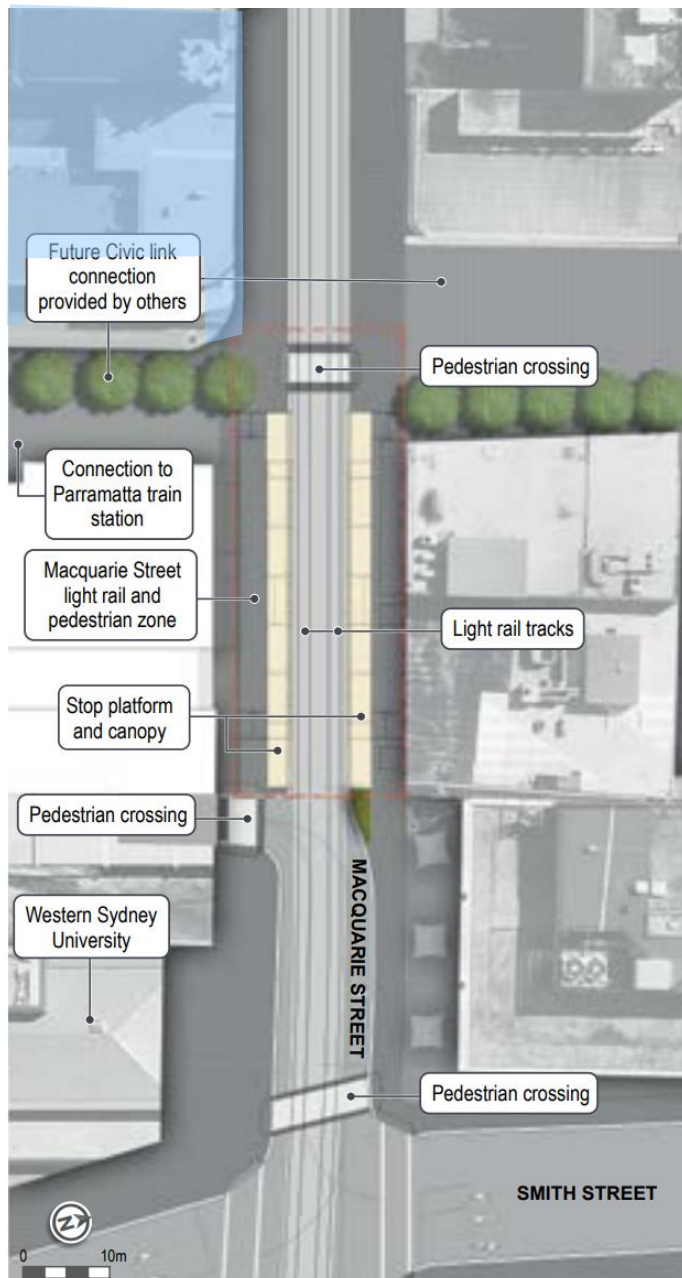 Future Civic link
connection
provided by others
Pedestrian crossing
Connection to
Parramatta train
station
Macquarie Street
light rail and
pedestrian zone
Light rail tracks
Stop platform
and canopy
Pedestrian crossing
MACQUARIE STREET
Western Sydney
University
Pedestrian crossing
SMITH STREET
N
0 10m